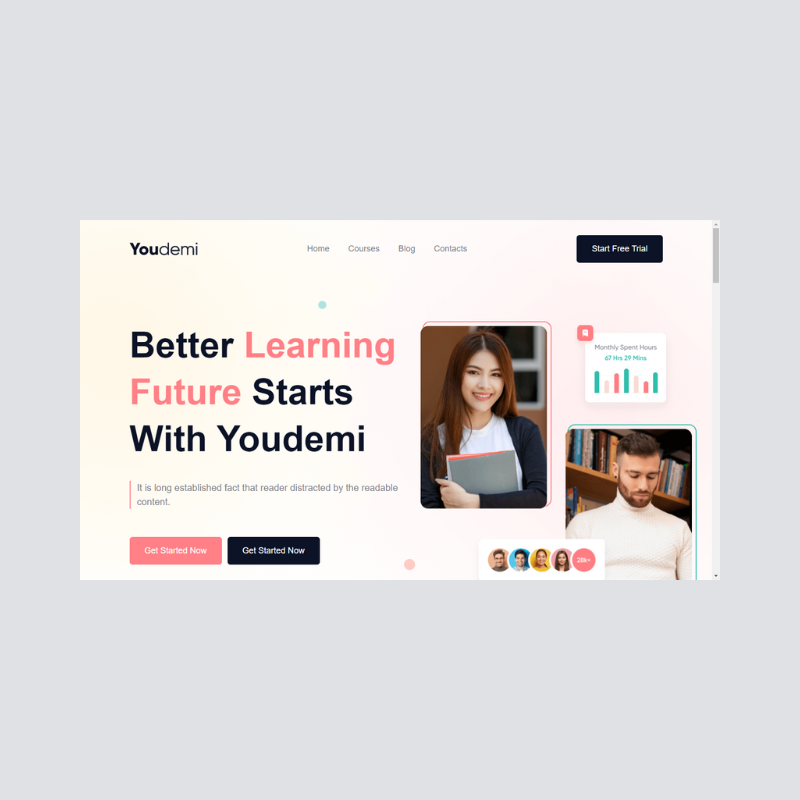 Youdemi
Home Courses Blog Contacts
Start Free Trial
Better Learning
Future Starts
With Youdemi
It is long established fact that reader distracted by the readable
content.
Get Started Now Get Started Now
Monthly Spent Hours
67 Hrs 29 Mins